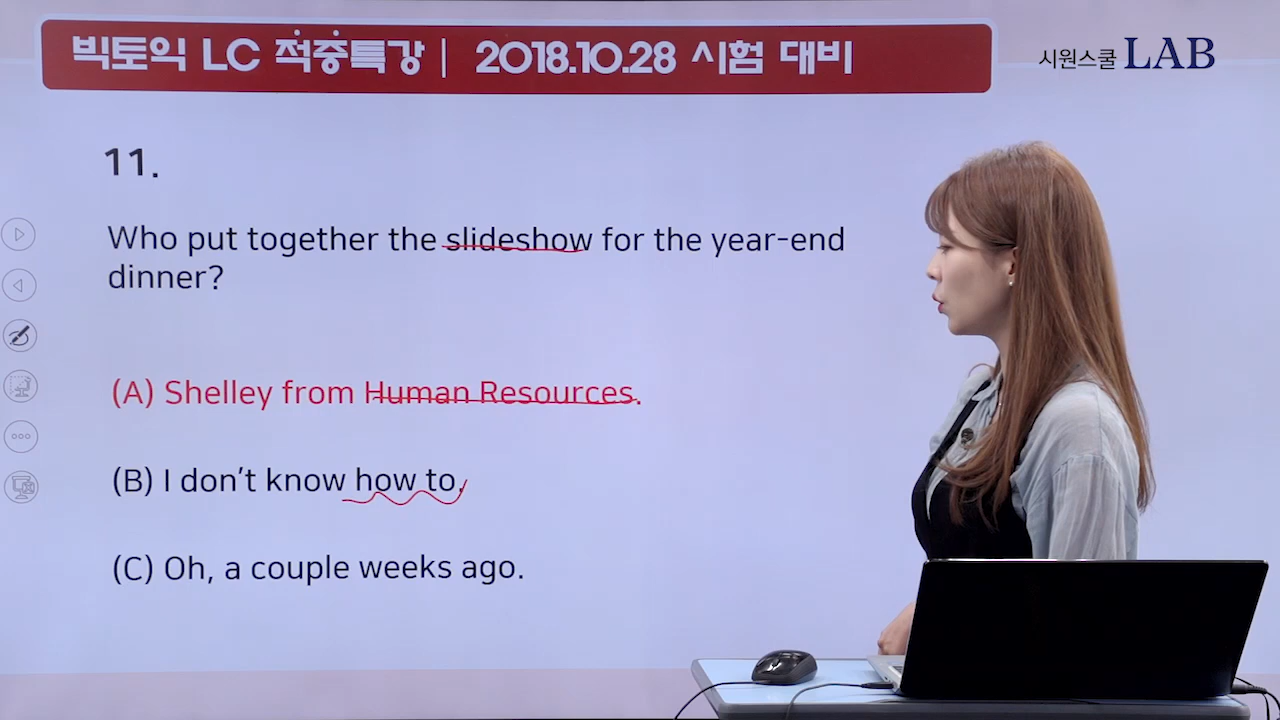 빅토익 LC 적중특강 | 2018.10.28 시험 대비
시원스쿨 LAB
11.
Who put together the slideshow for the year-end
dinner?
(A) Shelley from Human Resources.
(B) I don't know how to.
(C) Oh, a couple weeks ago.